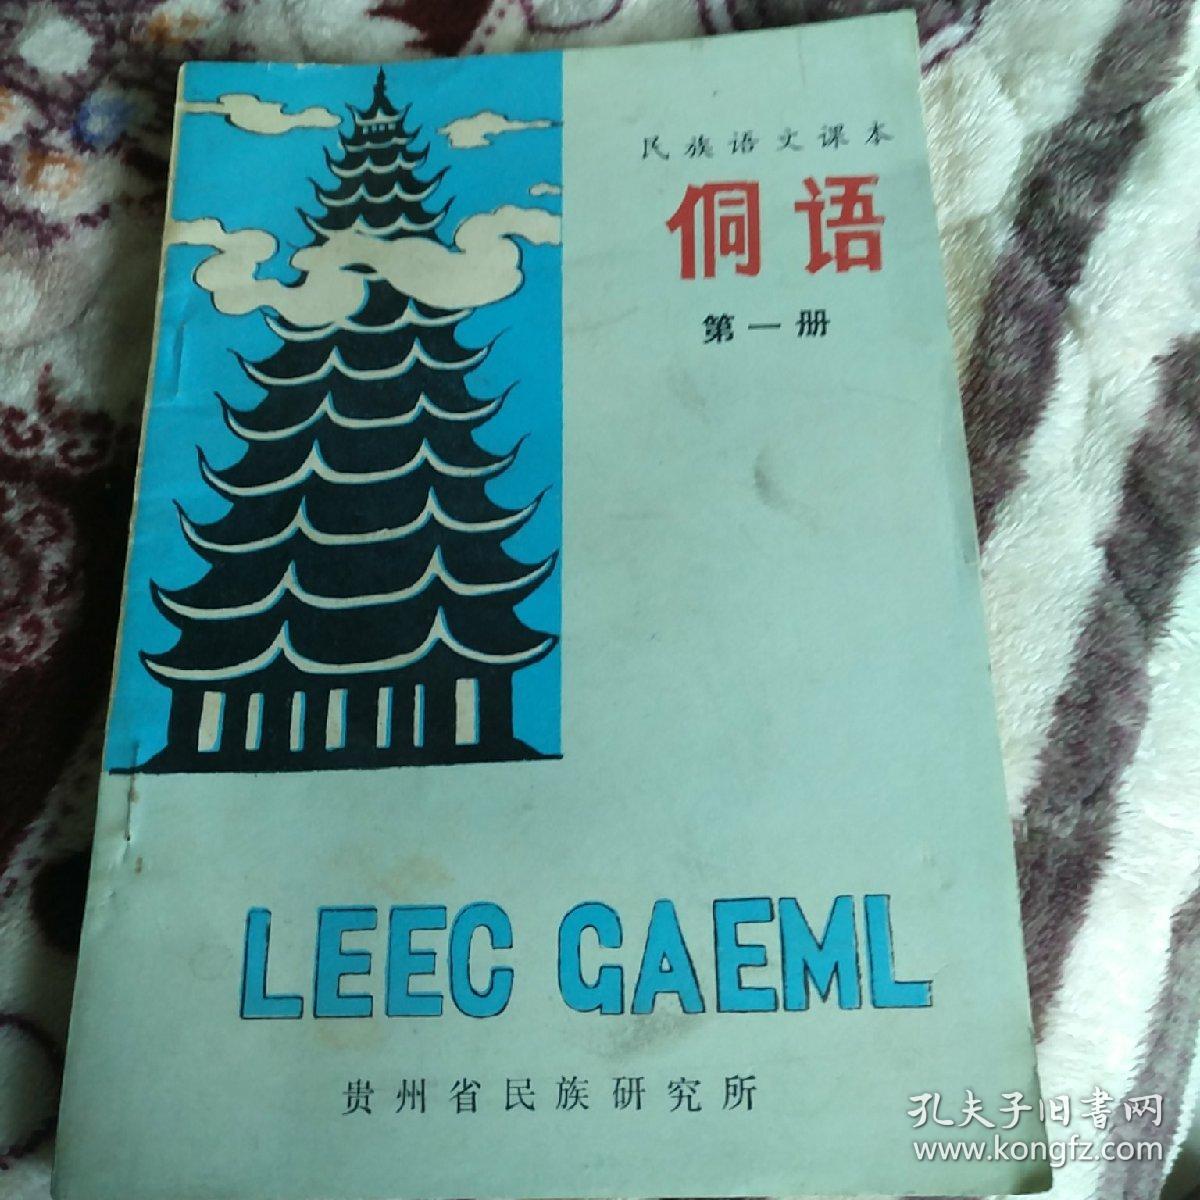 民族语文课本
侗语
第一册
LEEC GAEML
贵州省民族研究所
孔夫子旧书网
www.kongfz.com